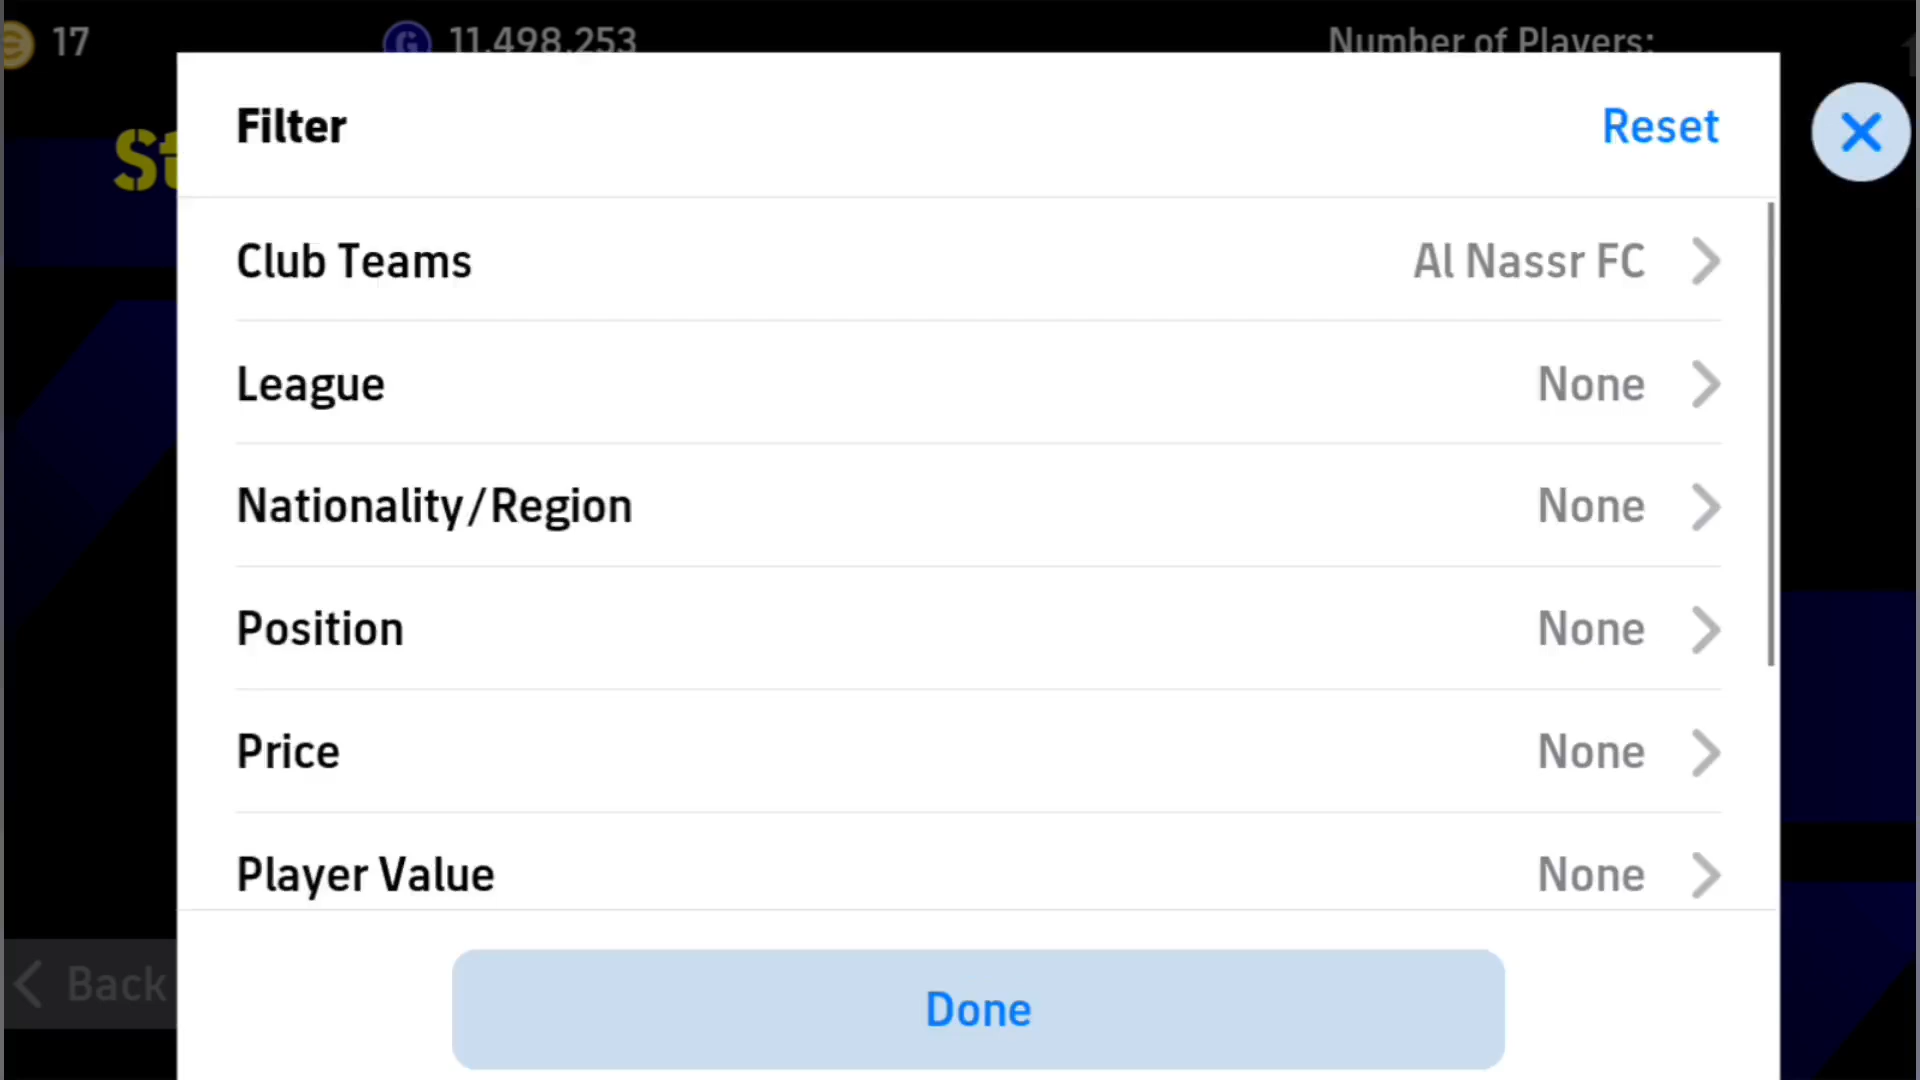 17
11,498,253
Number of Players:
Filter
Reset
St
Club Teams
Al Nassr FC
League
None
Nationality/Region
None
Position
None
Price
None
Player Value
None
Back
Done